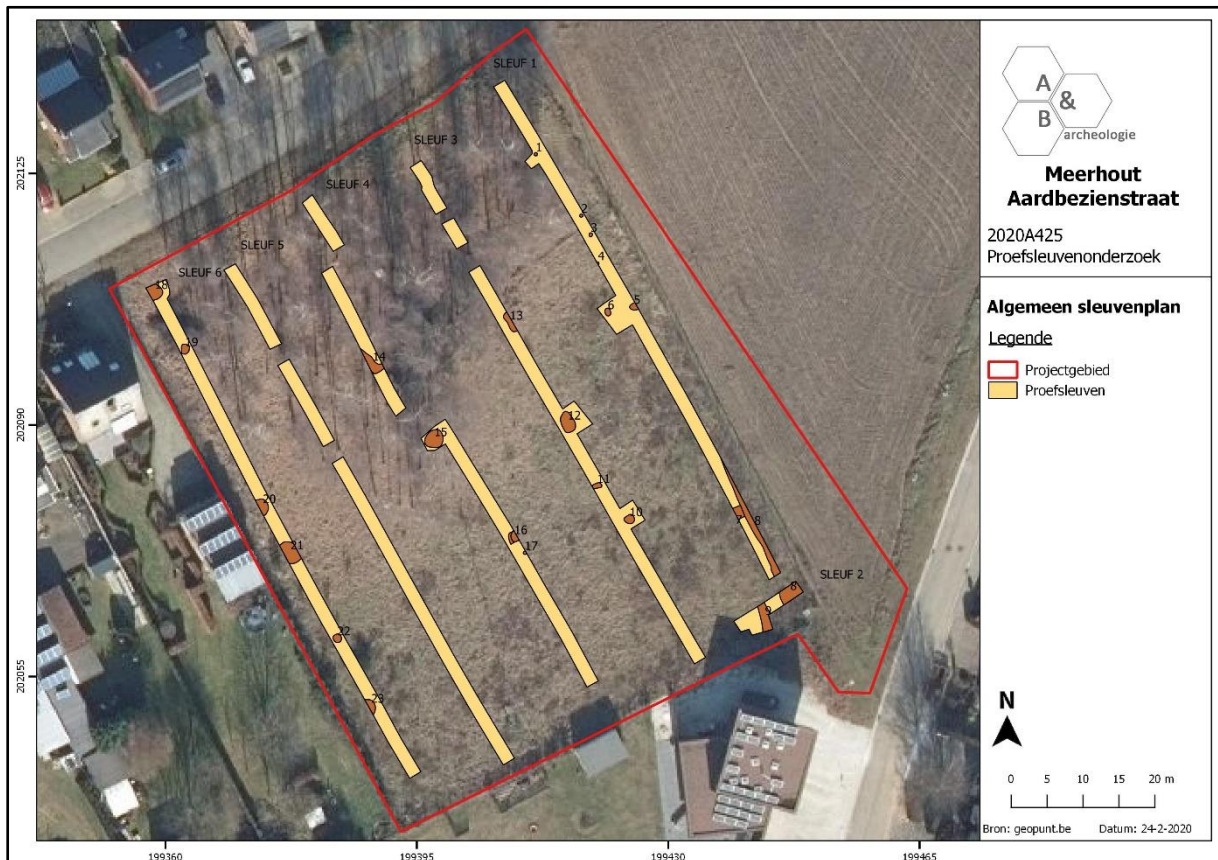 SLEUF 1
SLEUF 3
SLEUF 4
SLEUF 5
SLEUF 6
SLEUF 2
1
2
3
4
5
6
7
8
8
9
10
11
12
13
14
15
16
17
18
19
20
21
22
23
202125
202090
202055
199360
199395
199430
199465
A
&
B
archeologie
Meerhout
Aardbezienstraat
2020A425
Proefsleuvenonderzoek
Algemeen sleuvenplan
Legende
Projectgebied
Proefsleuven
N
0 5 10 15 20 m
Bron: geopunt.be Datum: 24-2-2020